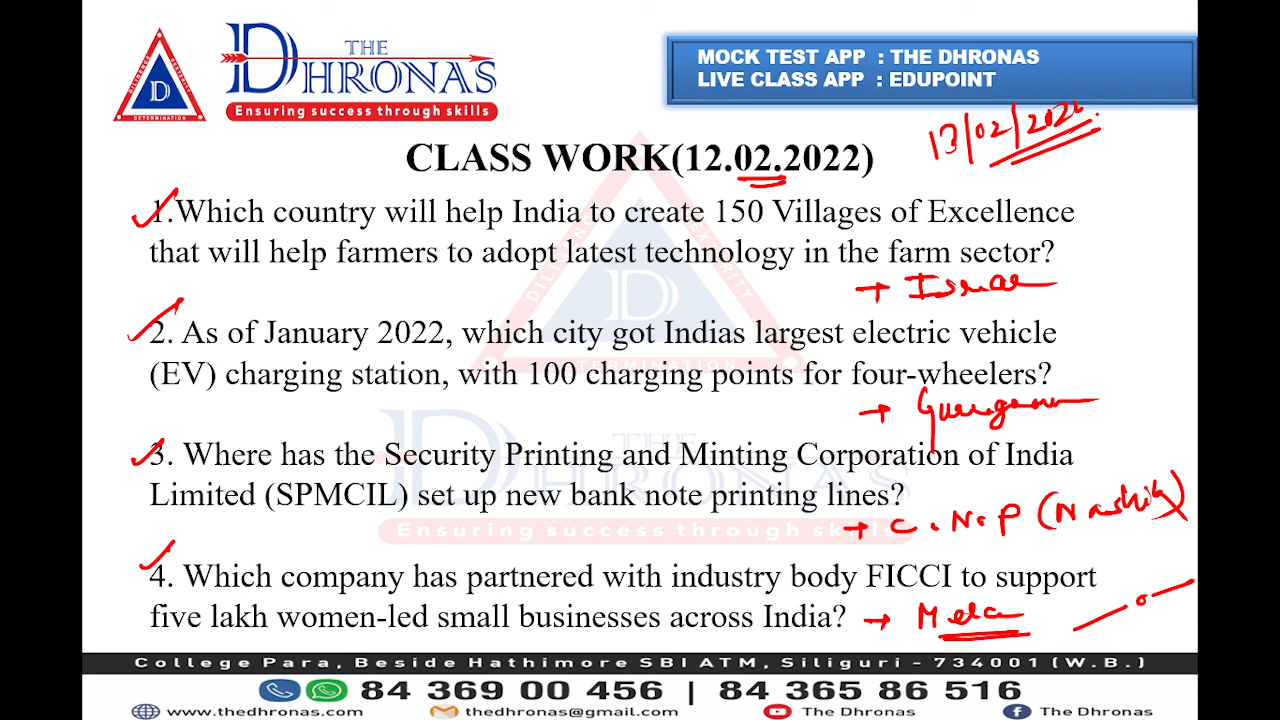 THE
DHRONAS
Ensuring success through skills
DILIGENCE
DEXTERITY
DETERMINATION
D
MOCK TEST APP : THE DHRONAS
LIVE CLASS APP : EDUPOINT
13/02/2022
CLASS WORK(12.02.2022)
1.Which country will help India to create 150 Villages of Excellence
that will help farmers to adopt latest technology in the farm sector?
→ Israel
2. As of January 2022, which city got Indias largest electric vehicle
(EV) charging station, with 100 charging points for four-wheelers?
→ Gurugram
3. Where has the Security Printing and Minting Corporation of India
Limited (SPMCIL) set up new bank note printing lines?
→ C.N.P (Nashik)
4. Which company has partnered with industry body FICCI to support
five lakh women-led small businesses across India? → Meta
College Para, Beside Hathimore SBI ATM, Siliguri - 734001 (W.B.)
84 369 00 456 | 84 365 86 516
www.thedhronas.com thedhronas@gmail.com The Dhronas The Dhronas